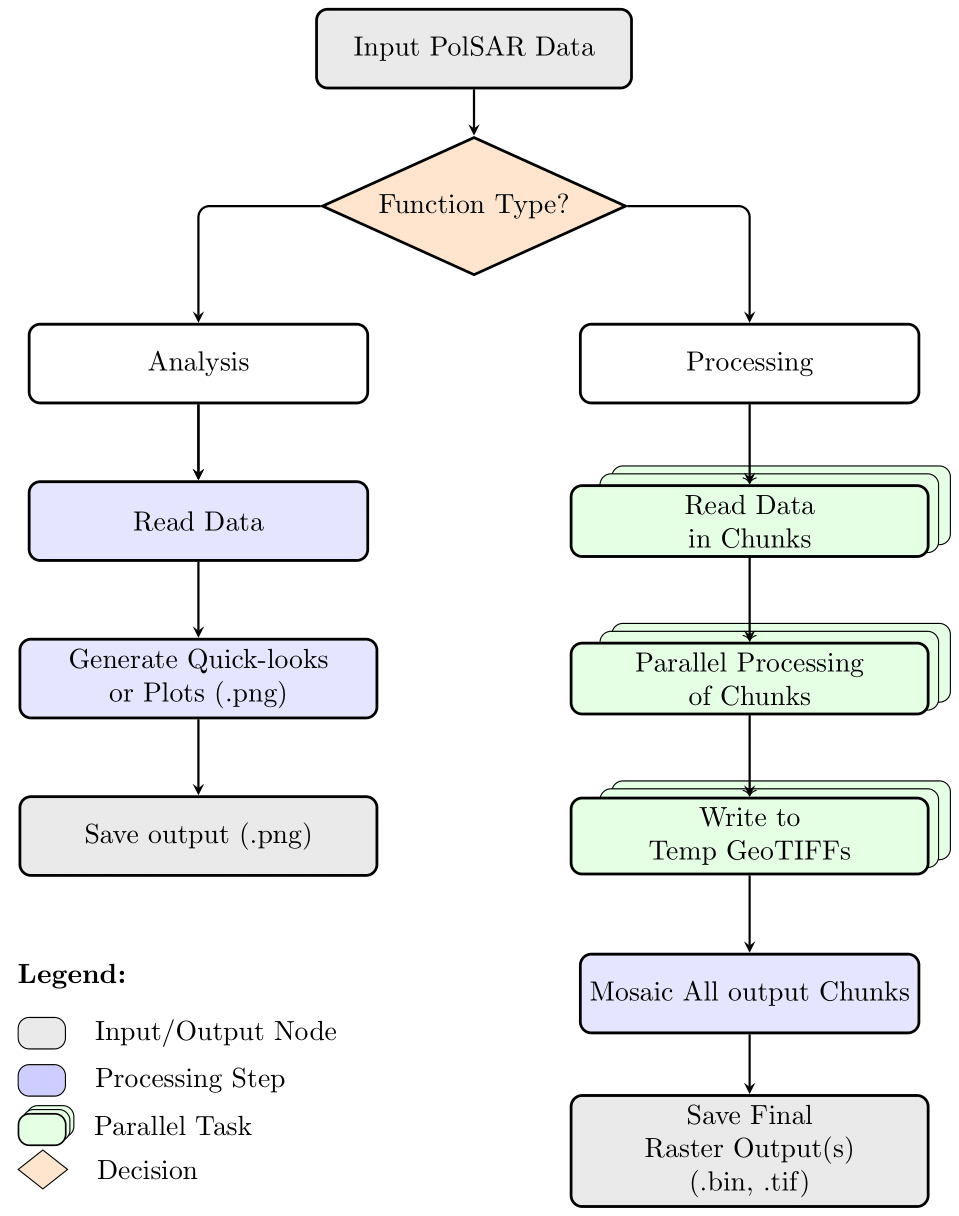 Input PolSAR Data
Function Type?
Analysis
Read Data
Generate Quick-looks
or Plots (.png)
Save output (.png)
Processing
Read Data
in Chunks
Parallel Processing
of Chunks
Write to
Temp GeoTIFFs
Mosaic All output Chunks
Save Final
Raster Output(s)
(.bin, .tif)
Legend:
Input/Output Node
Processing Step
Parallel Task
Decision